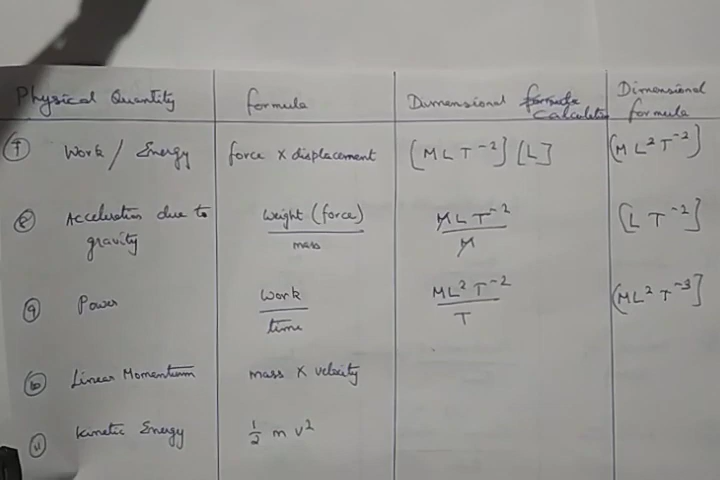 Physical Quantity formula Dimensional calculation Dimensional formula
7 Work / Energy force × displacement [MLT⁻²] [L] [ML²T⁻²]
8 Acceleration due to gravity weight (force) / mass MLT⁻² / M [LT⁻²]
9 Power work / time ML²T⁻² / T [ML²T⁻³]
10 Linear Momentum mass × velocity
11 Kinetic Energy 1/2 m v²